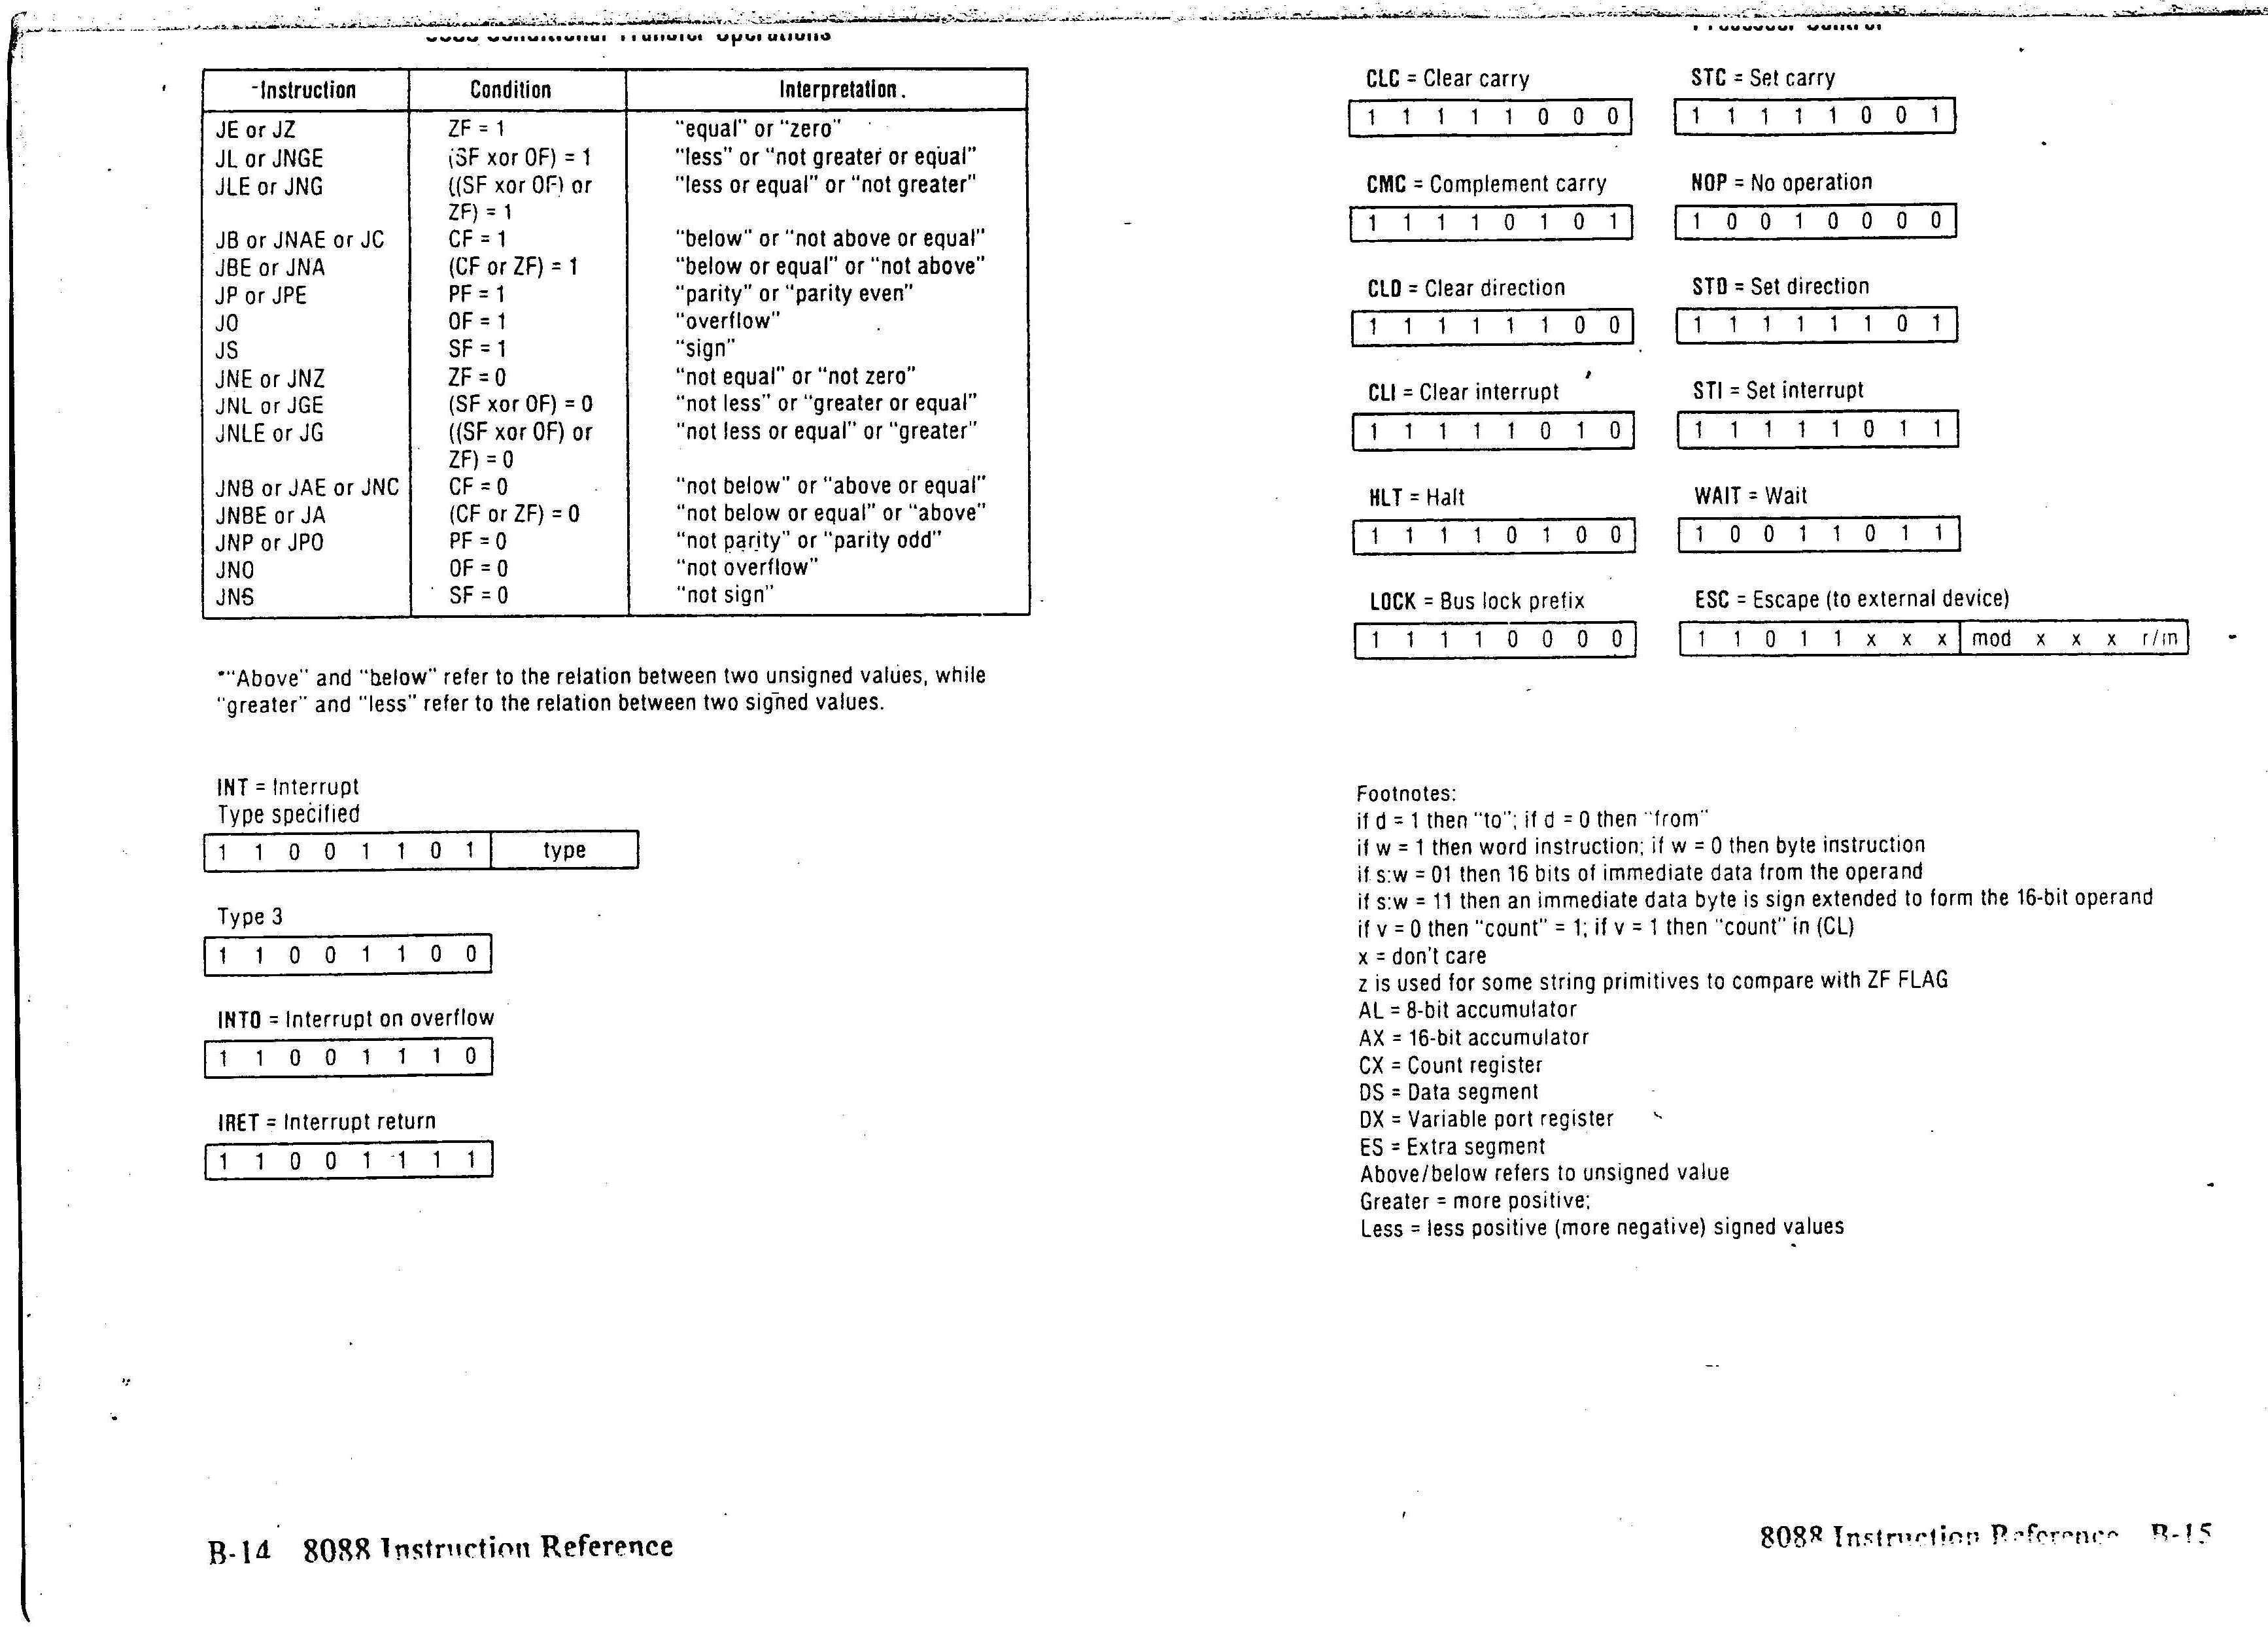 8088 Conditional Transfer Operations
Instruction Condition Interpretation
JE or JZ ZF = 1 "equal" or "zero"
JL or JNGE (SF xor OF) = 1 "less" or "not greater or equal"
JLE or JNG ((SF xor OF) or "less or equal" or "not greater"
ZF) = 1
JB or JNAE or JC CF = 1 "below" or "not above or equal"
JBE or JNA (CF or ZF) = 1 "below or equal" or "not above"
JP or JPE PF = 1 "parity" or "parity even"
JO OF = 1 "overflow"
JS SF = 1 "sign"
JNE or JNZ ZF = 0 "not equal" or "not zero"
JNL or JGE (SF xor OF) = 0 "not less" or "greater or equal"
JNLE or JG ((SF xor OF) or "not less or equal" or "greater"
ZF) = 0
JNB or JAE or JNC CF = 0 "not below" or "above or equal"
JNBE or JA (CF or ZF) = 0 "not below or equal" or "above"
JNP or JPO PF = 0 "not parity" or "parity odd"
JNO OF = 0 "not overflow"
JNS SF = 0 "not sign"
*"Above" and "below" refer to the relation between two unsigned values, while
"greater" and "less" refer to the relation between two signed values.
INT = Interrupt
Type specified
1 1 0 0 1 1 0 1 type
Type 3
1 1 0 0 1 1 0 0
INTO = Interrupt on overflow
1 1 0 0 1 1 1 0
IRET = Interrupt return
1 1 0 0 1 1 1 1
B-14 8088 Instruction Reference
Processor Control
CLC = Clear carry STC = Set carry
1 1 1 1 1 0 0 0 1 1 1 1 1 0 0 1
CMC = Complement carry NOP = No operation
1 1 1 1 0 1 0 1 1 0 0 1 0 0 0 0
CLD = Clear direction STD = Set direction
1 1 1 1 1 1 0 0 1 1 1 1 1 1 0 1
CLI = Clear interrupt STI = Set interrupt
1 1 1 1 1 0 1 0 1 1 1 1 1 0 1 1
HLT = Halt WAIT = Wait
1 1 1 1 0 1 0 0 1 0 0 1 1 0 1 1
LOCK = Bus lock prefix ESC = Escape (to external device)
1 1 1 1 0 0 0 0 1 1 0 1 1 x x x mod x x x r/m
Footnotes:
if d = 1 then "to"; if d = 0 then "from"
if w = 1 then word instruction; if w = 0 then byte instruction
if s:w = 01 then 16 bits of immediate data from the operand
if s:w = 11 then an immediate data byte is sign extended to form the 16-bit operand
if v = 0 then "count" = 1; if v = 1 then "count" in (CL)
x = don't care
z is used for some string primitives to compare with ZF FLAG
AL = 8-bit accumulator
AX = 16-bit accumulator
CX = Count register
DS = Data segment
DX = Variable port register
ES = Extra segment
Above/below refers to unsigned value
Greater = more positive;
Less = less positive (more negative) signed values
8088 Instruction Reference B-15